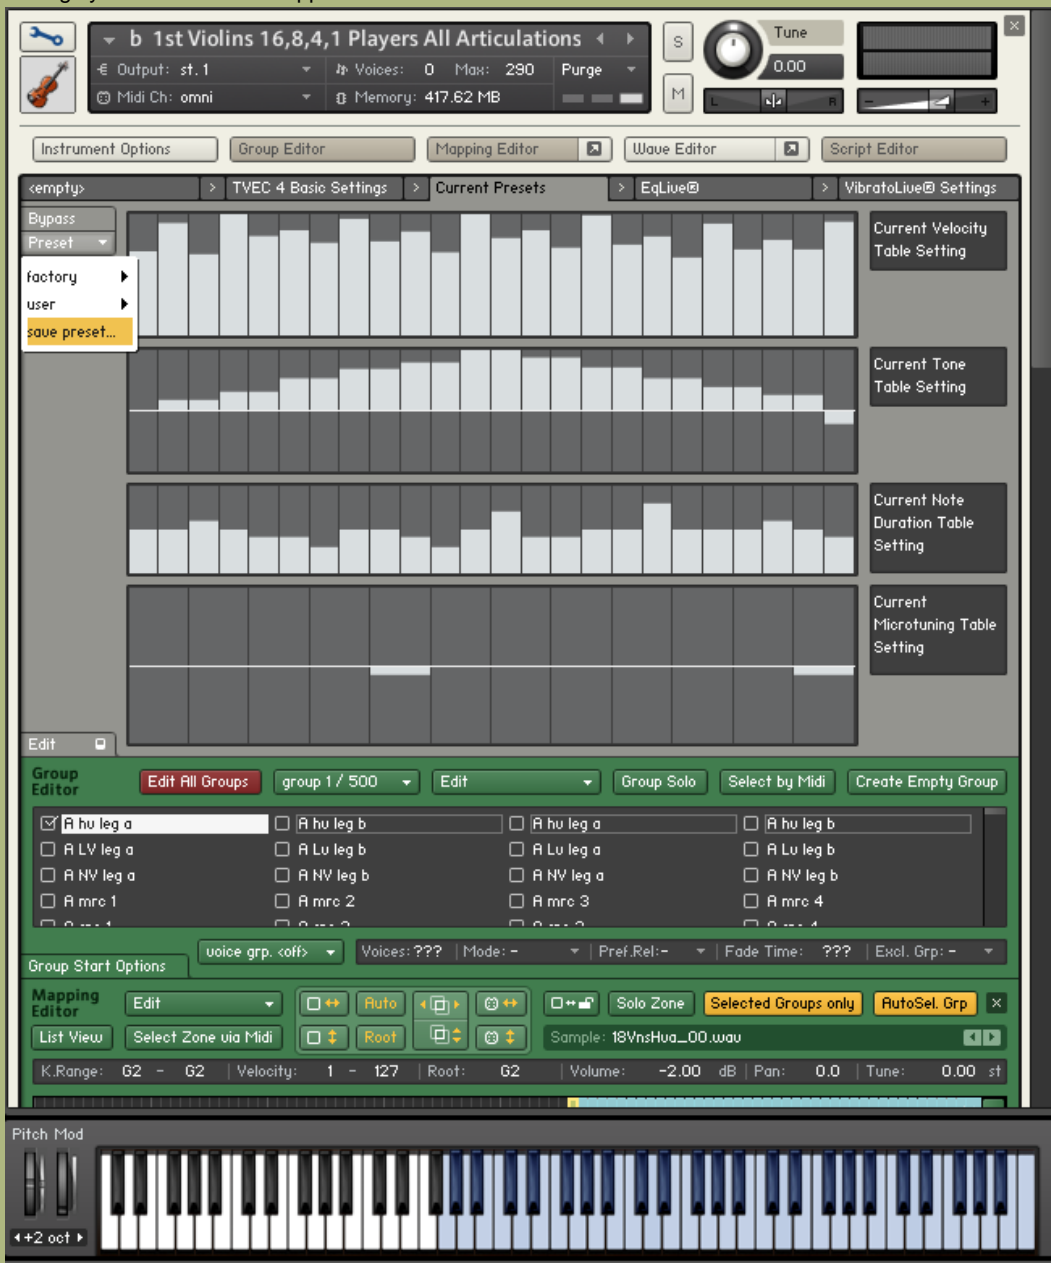 b 1st Violins 16,8,4,1 Players All Articulations
S
Tune
Output: st.1
Voices: 0 Max: 290
Purge
0.00
Midi Ch: omni
Memory: 417.62 MB
M
L R
- +
Instrument Options
Group Editor
Mapping Editor
Wave Editor
Script Editor
<empty>
TVEC 4 Basic Settings
Current Presets
EqLive®
VibratoLive® Settings
Bypass
Preset
factory
user
save preset...
Current Velocity
Table Setting
Current Tone
Table Setting
Current Note
Duration Table
Setting
Current
Microtuning Table
Setting
Edit
Group
Editor
Edit All Groups
group 1 / 500
Edit
Group Solo
Select by Midi
Create Empty Group
A hv leg a
A hv leg b
A hv leg a
A hv leg b
A LV leg a
A Lv leg b
A Lv leg a
A Lv leg b
A NV leg a
A NV leg b
A NV leg a
A NV leg b
A mrc 1
A mrc 2
A mrc 3
A mrc 4
Group Start Options
voice grp. <off>
Voices: ??? | Mode: - | Pref.Rel:- | Fade Time: ??? | Excl. Grp: -
Mapping
Editor
Edit
Auto
Solo Zone
Selected Groups only
AutoSel. Grp
List View
Select Zone via Midi
Root
Sample: 18VnsHva_00.wav
K.Range: G2 - G2 | Velocity: 1 - 127 | Root: G2 | Volume: -2.00 dB | Pan: 0.0 | Tune: 0.00 st
Pitch Mod
+2 oct